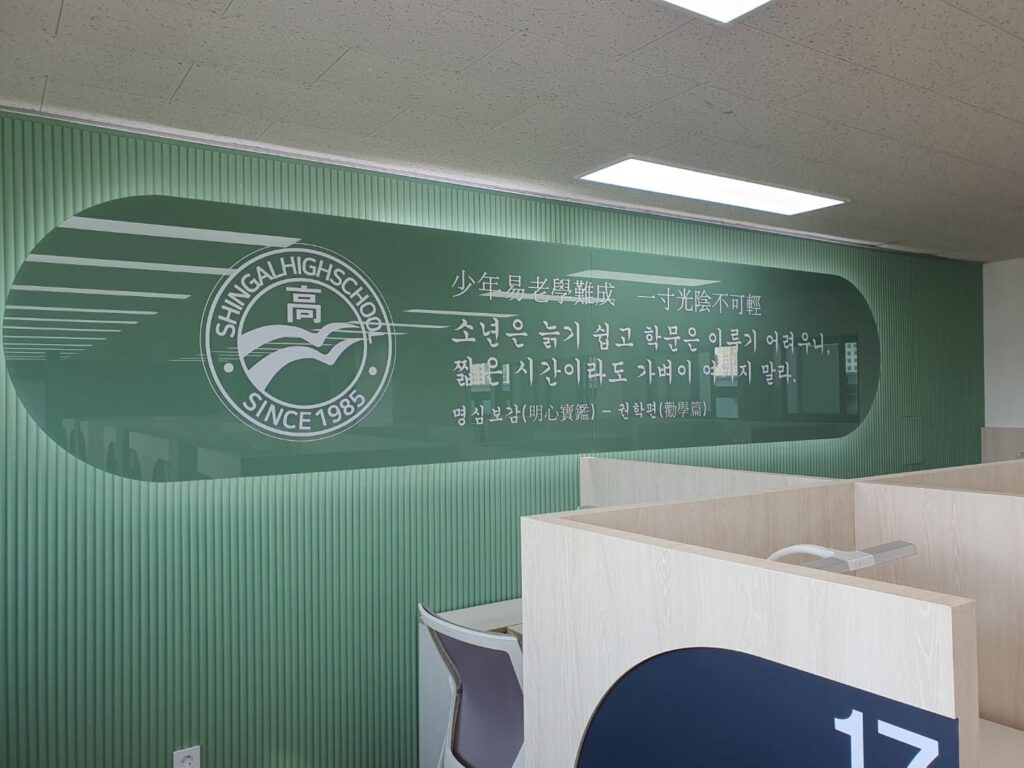 SHINGALHIGHSCHOOL
高
SINCE 1985
少年易老學難成 一寸光陰不可輕
소년은 늙기 쉽고 학문은 이루기 어려우니,
짧은 시간이라도 가벼이 여기지 말라.
명심보감(明心寶鑑) - 권학편(勸學篇)
17